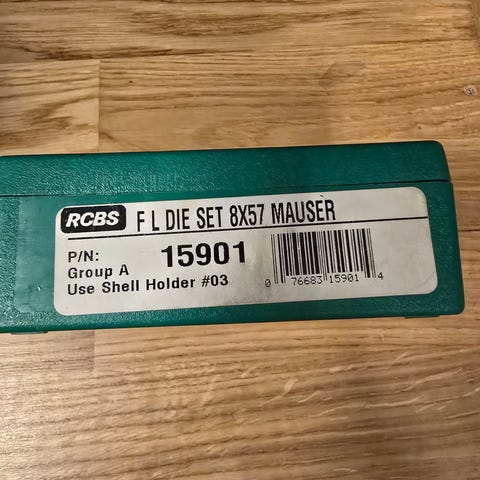 RCBS F L DIE SET 8X57 MAUSER
P/N: 15901
Group A
Use Shell Holder #03
0 76683 15901 4